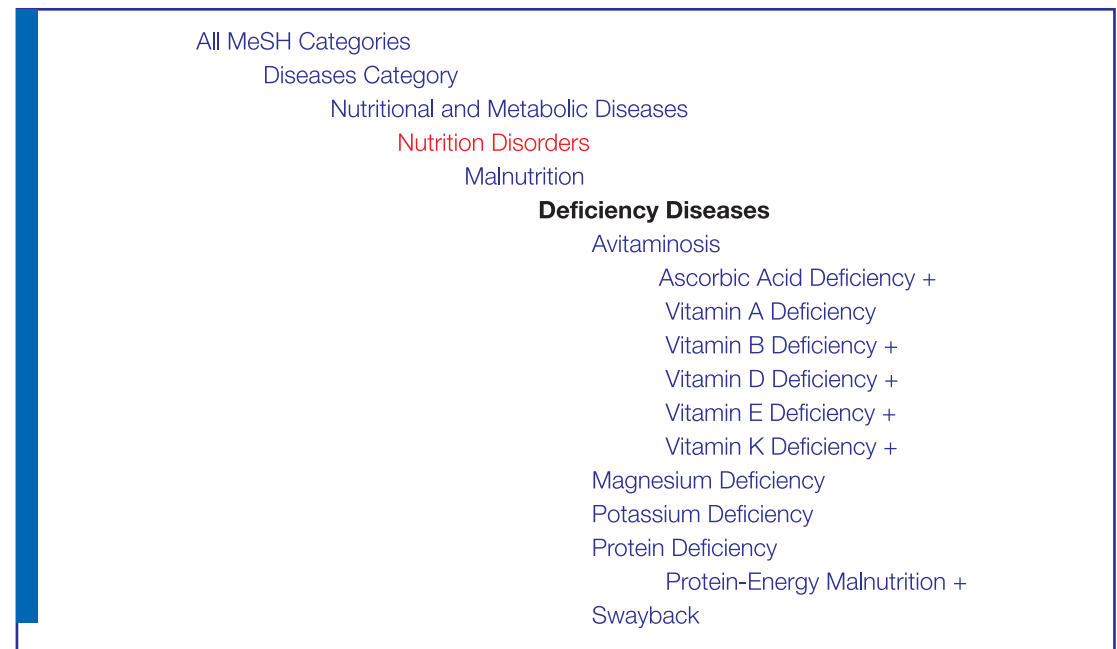 All MeSH Categories
Diseases Category
Nutritional and Metabolic Diseases
Nutrition Disorders
Malnutrition
Deficiency Diseases
Avitaminosis
Ascorbic Acid Deficiency +
Vitamin A Deficiency
Vitamin B Deficiency +
Vitamin D Deficiency +
Vitamin E Deficiency +
Vitamin K Deficiency +
Magnesium Deficiency
Potassium Deficiency
Protein Deficiency
Protein-Energy Malnutrition +
Swayback